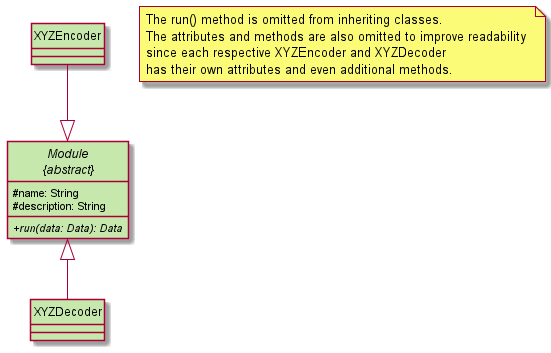 XYZEncoder
The run() method is omitted from inheriting classes.
The attributes and methods are also omitted to improve readability
since each respective XYZEncoder and XYZDecoder
has their own attributes and even additional methods.
Module
{abstract}
#name: String
#description: String
+run(data: Data): Data
XYZDecoder